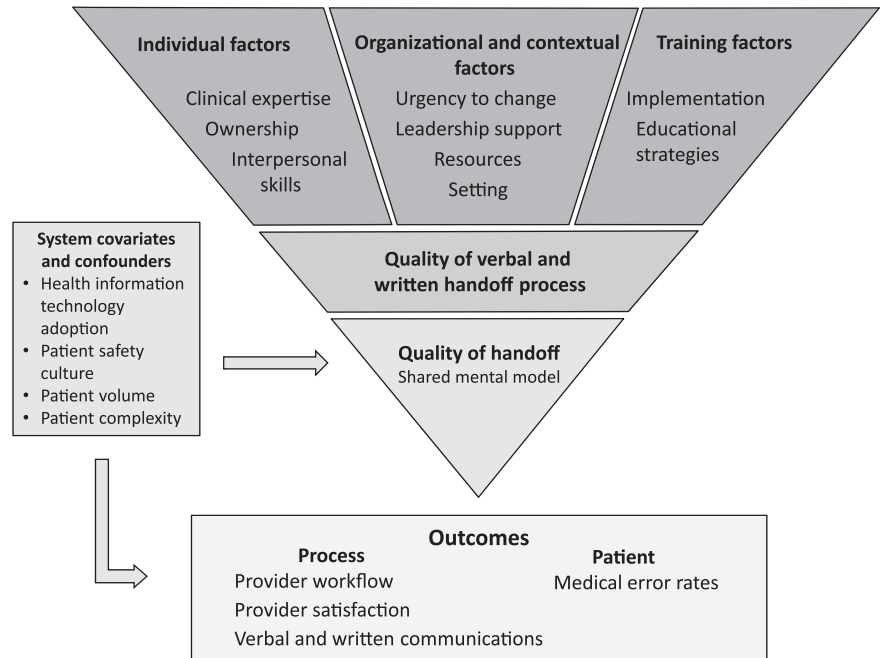 Individual factors
Clinical expertise
Ownership
Interpersonal
skills
Organizational and contextual
factors
Urgency to change
Leadership support
Resources
Setting
Training factors
Implementation
Educational
strategies
Quality of verbal and
written handoff process
System covariates
and confounders
• Health information
technology
adoption
• Patient safety
culture
• Patient volume
• Patient complexity
Quality of handoff
Shared mental model
Outcomes
Process
Provider workflow
Provider satisfaction
Verbal and written communications
Patient
Medical error rates